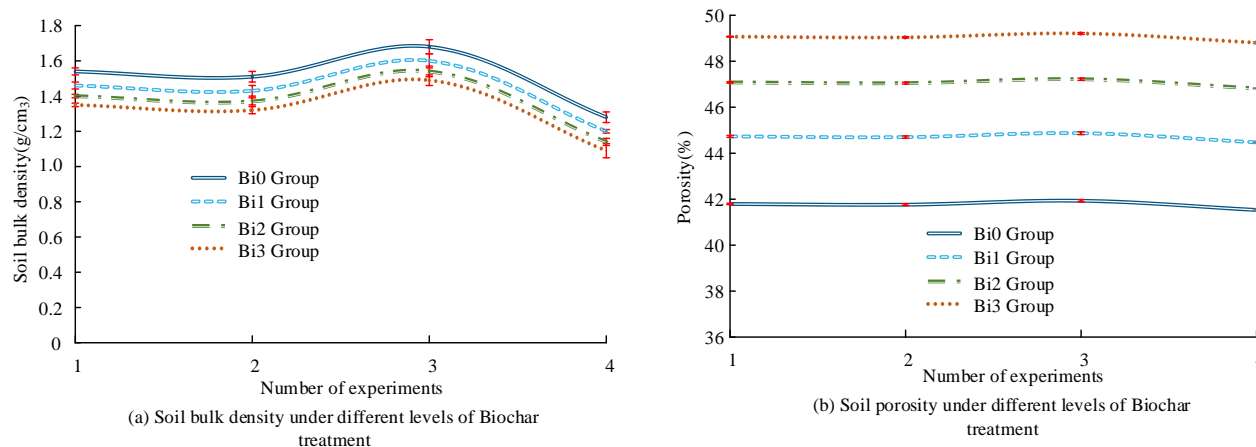 1.8
1.6
1.4
1.2
1.0
0.8
0.6
0.4
0.2
0
Soil bulk density(g/cm3)
Bi0 Group
Bi1 Group
Bi2 Group
Bi3 Group
1 2 3 4
Number of experiments
(a) Soil bulk density under different levels of Biochar
treatment
50
48
46
44
42
40
38
36
Porosity(%)
Bi0 Group
Bi1 Group
Bi2 Group
Bi3 Group
1 2 3
Number of experiments
(b) Soil porosity under different levels of Biochar
treatment